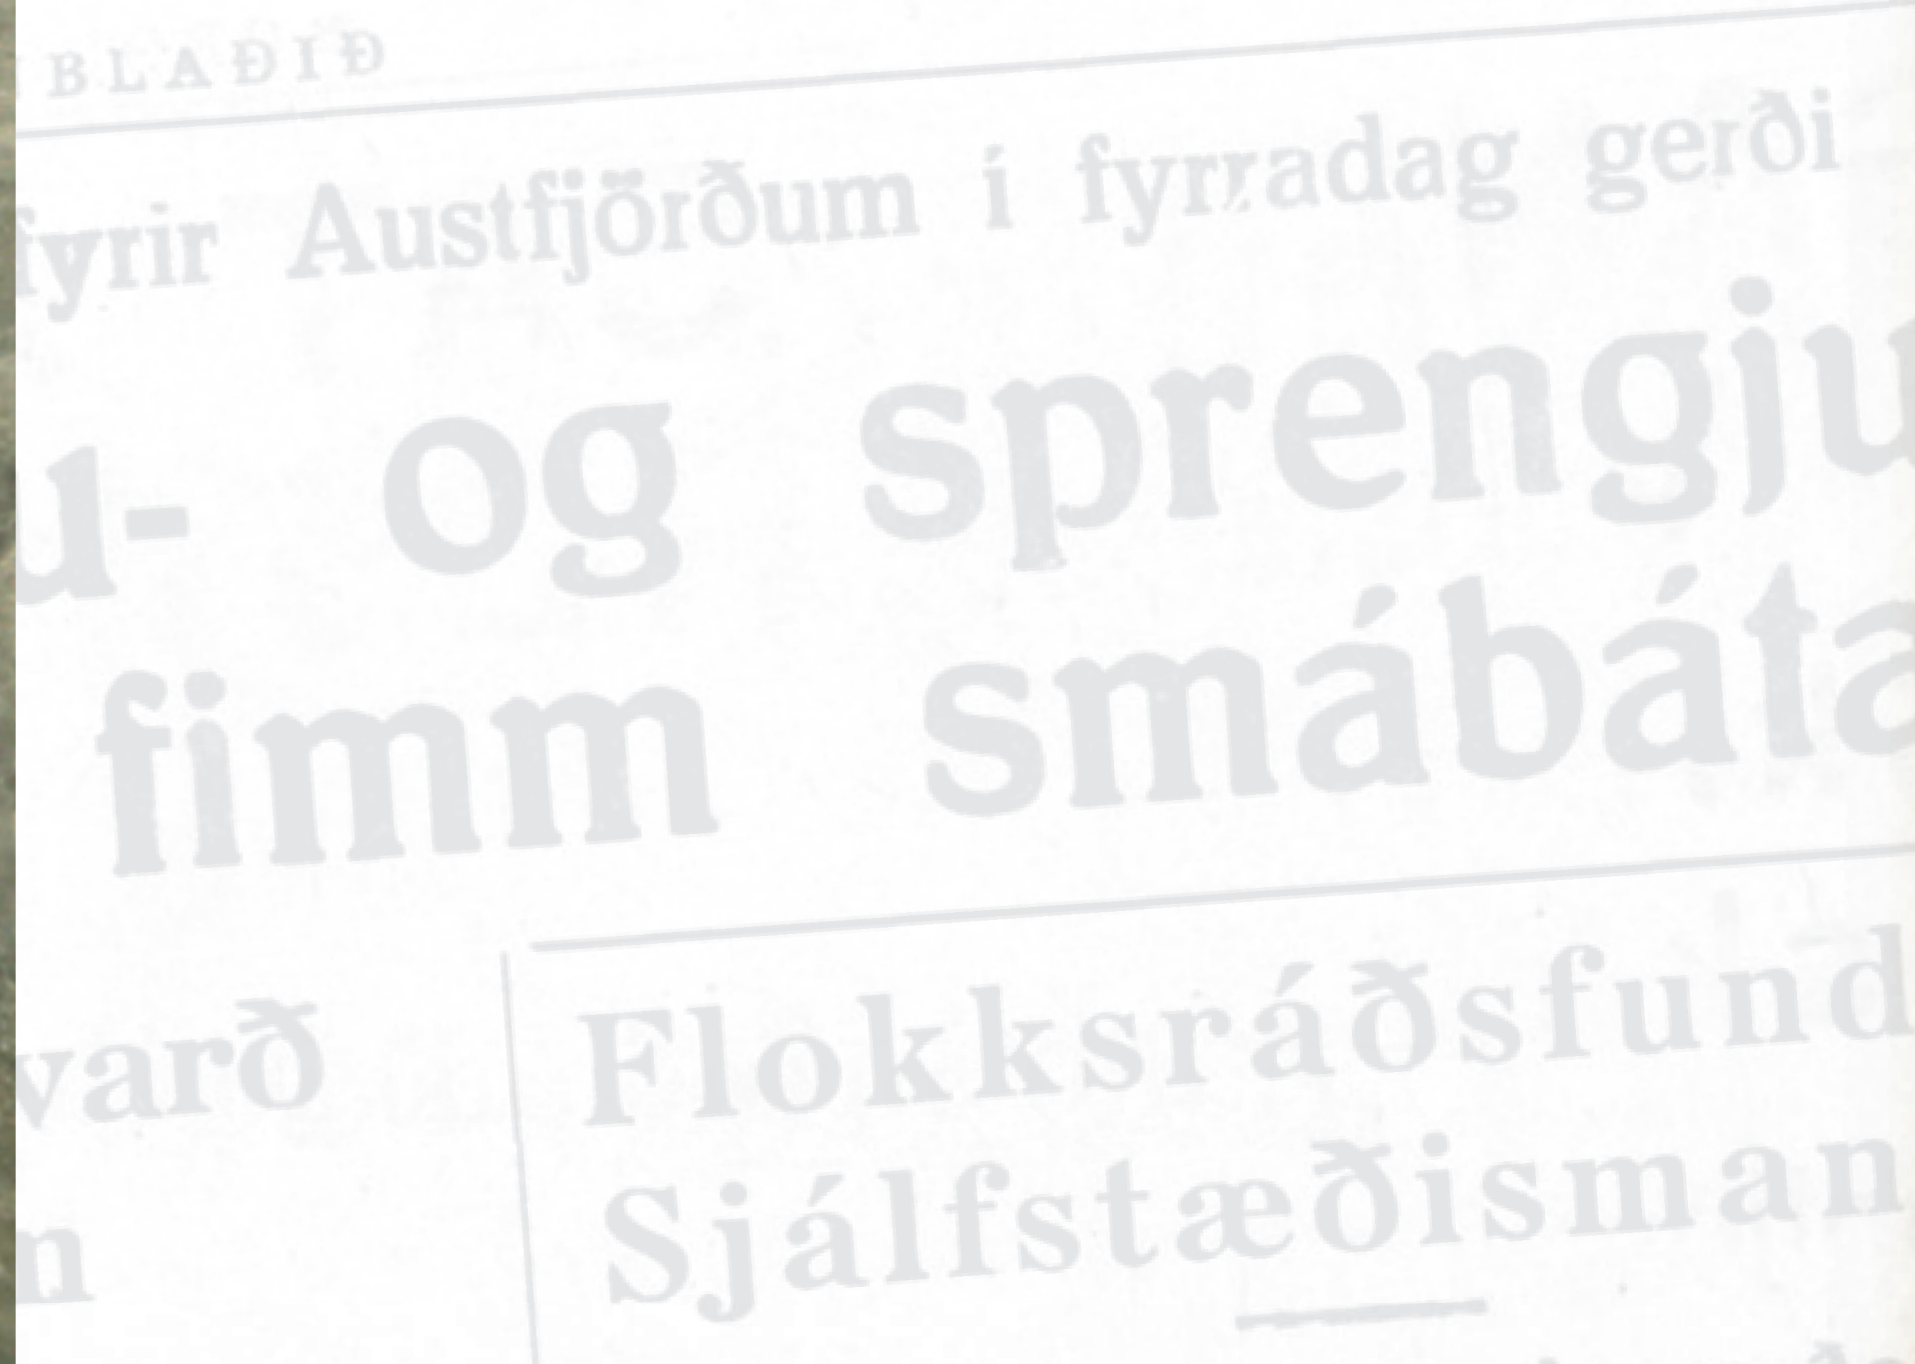 BLAÐIÐ
fyrir Austfjörðum í fyrradag gerði
u- og sprengju
fimm smábáta
varð
Flokksráðsfund
Sjálfstæðisman
n